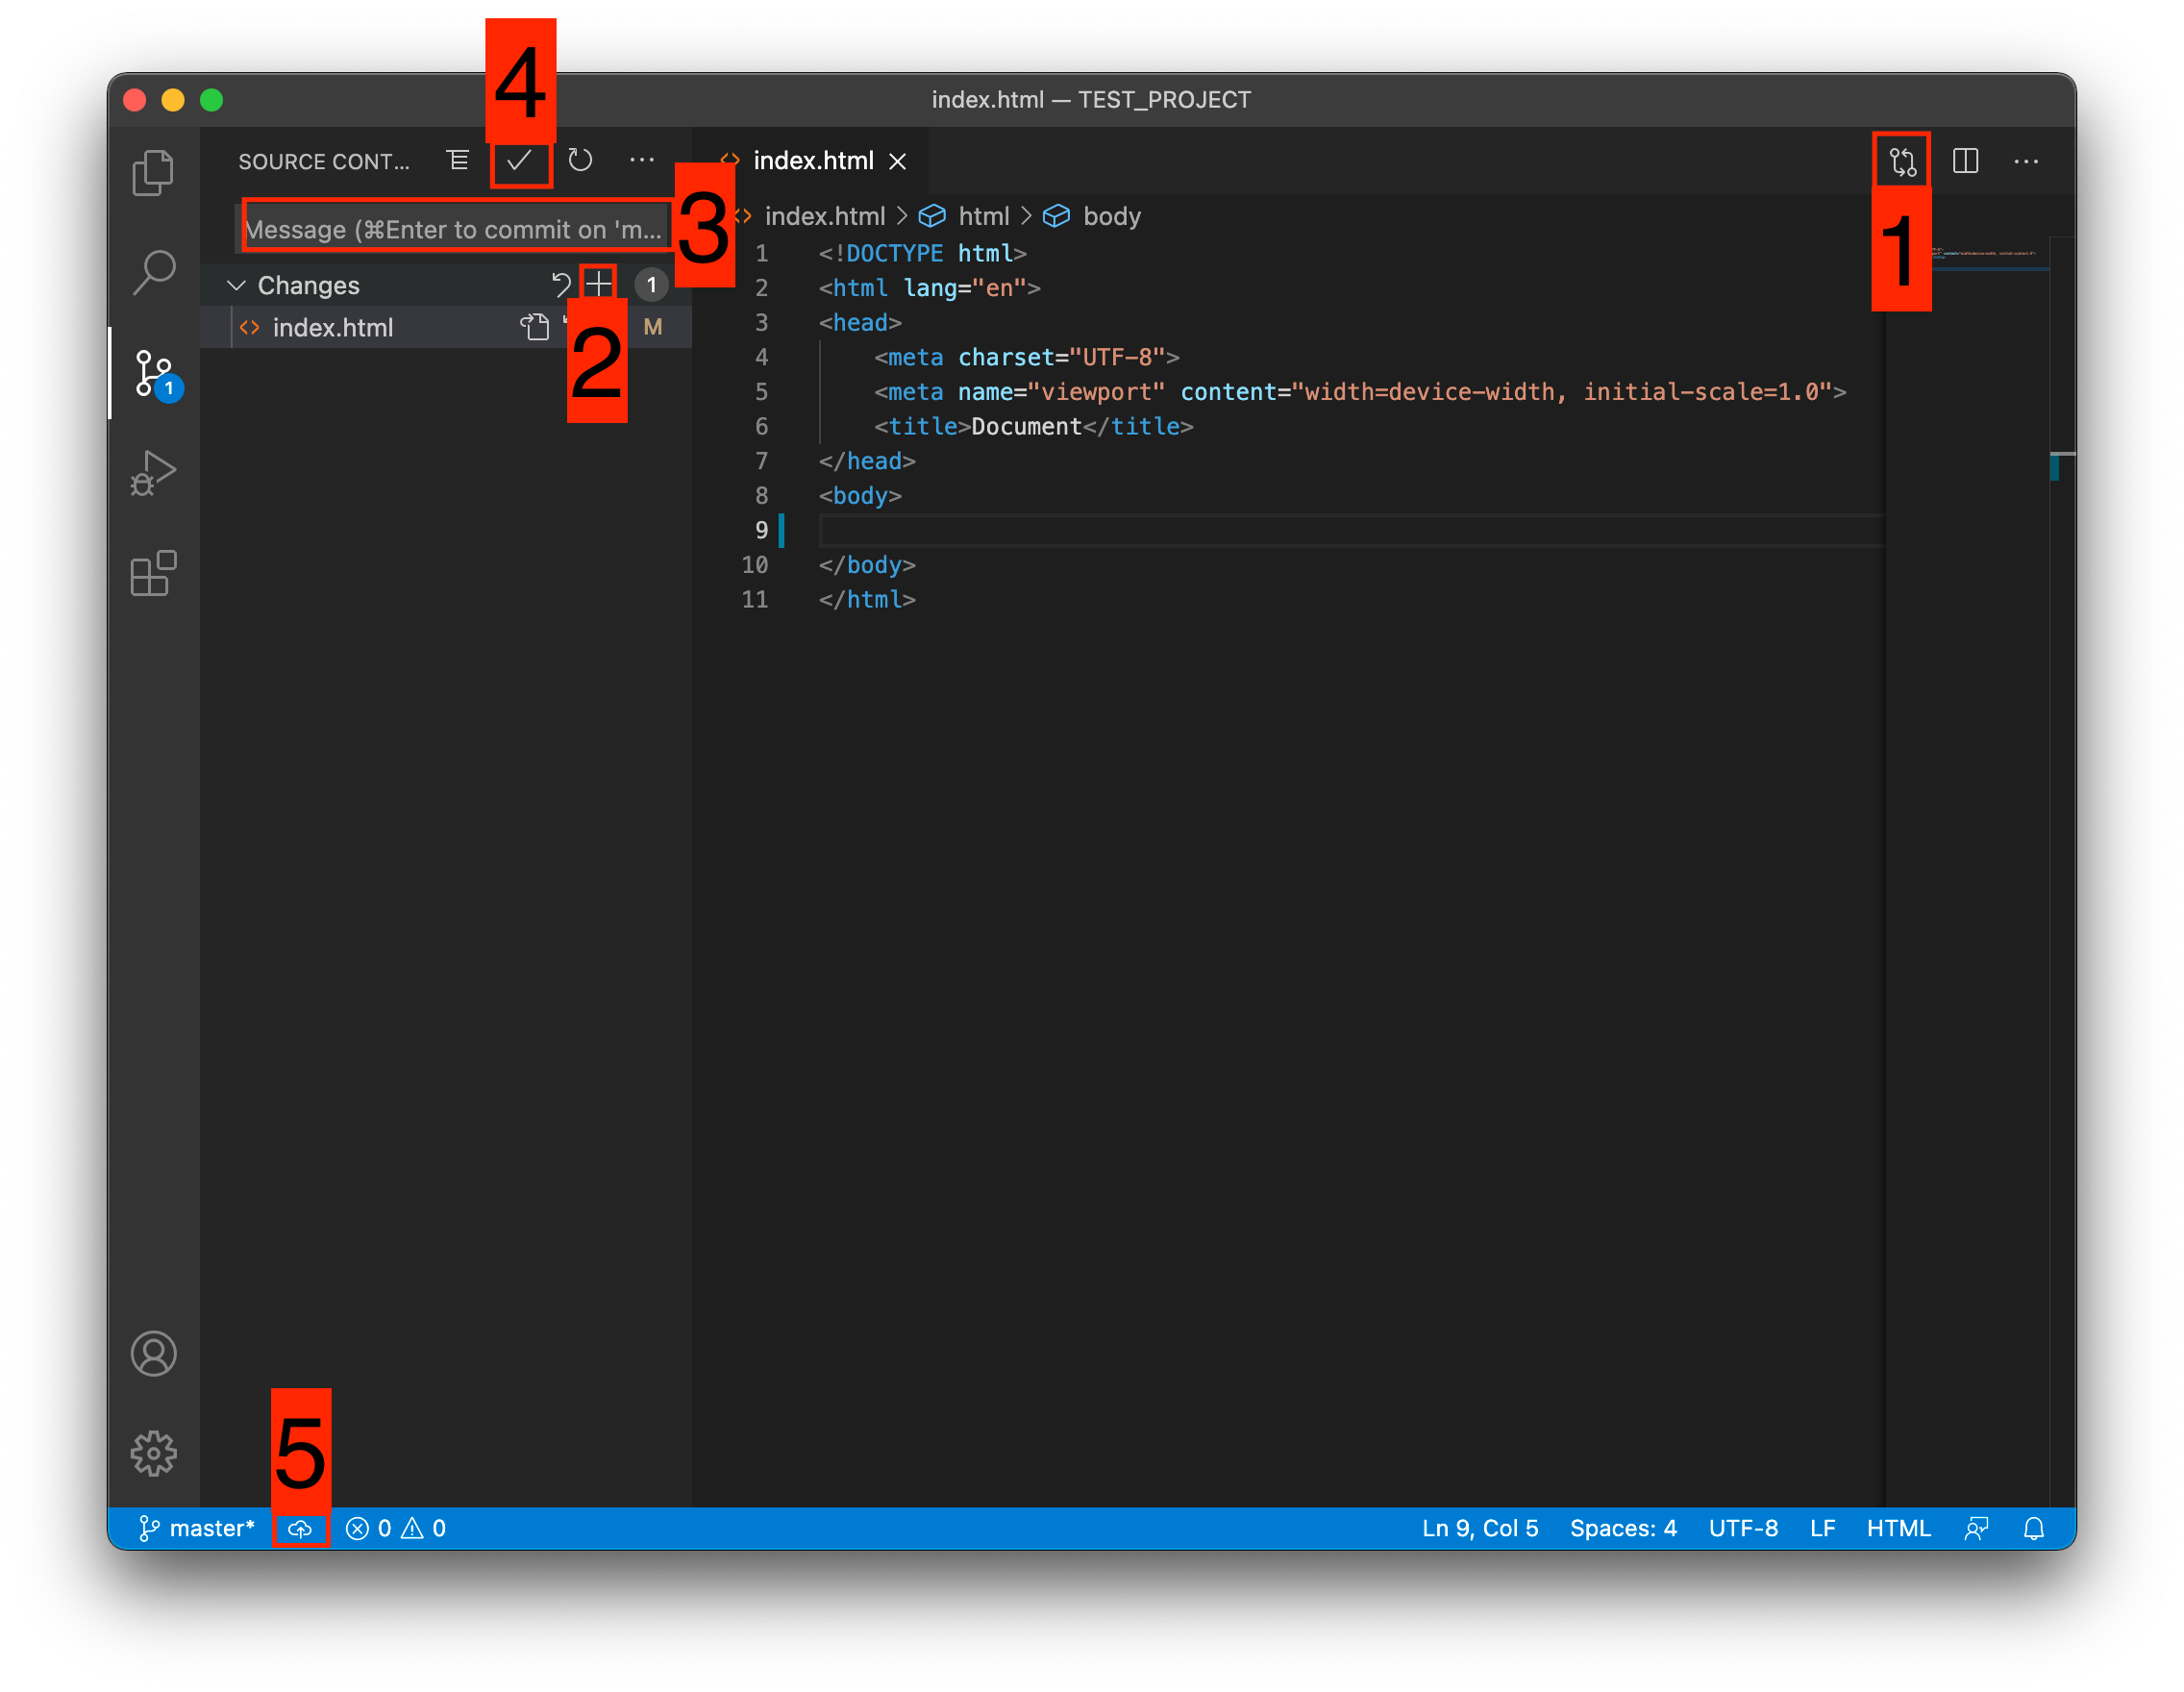 4
index.html — TEST_PROJECT
SOURCE CONT...
index.html
Message (⌘Enter to commit on 'm...
3
index.html > html > body
1
Changes
1
index.html
M
2
1
1 <!DOCTYPE html>
2 <html lang="en">
3 <head>
4 <meta charset="UTF-8">
5 <meta name="viewport" content="width=device-width, initial-scale=1.0">
6 <title>Document</title>
7 </head>
8 <body>
9
10 </body>
11 </html>
5
master*
0
0
Ln 9, Col 5
Spaces: 4
UTF-8
LF
HTML